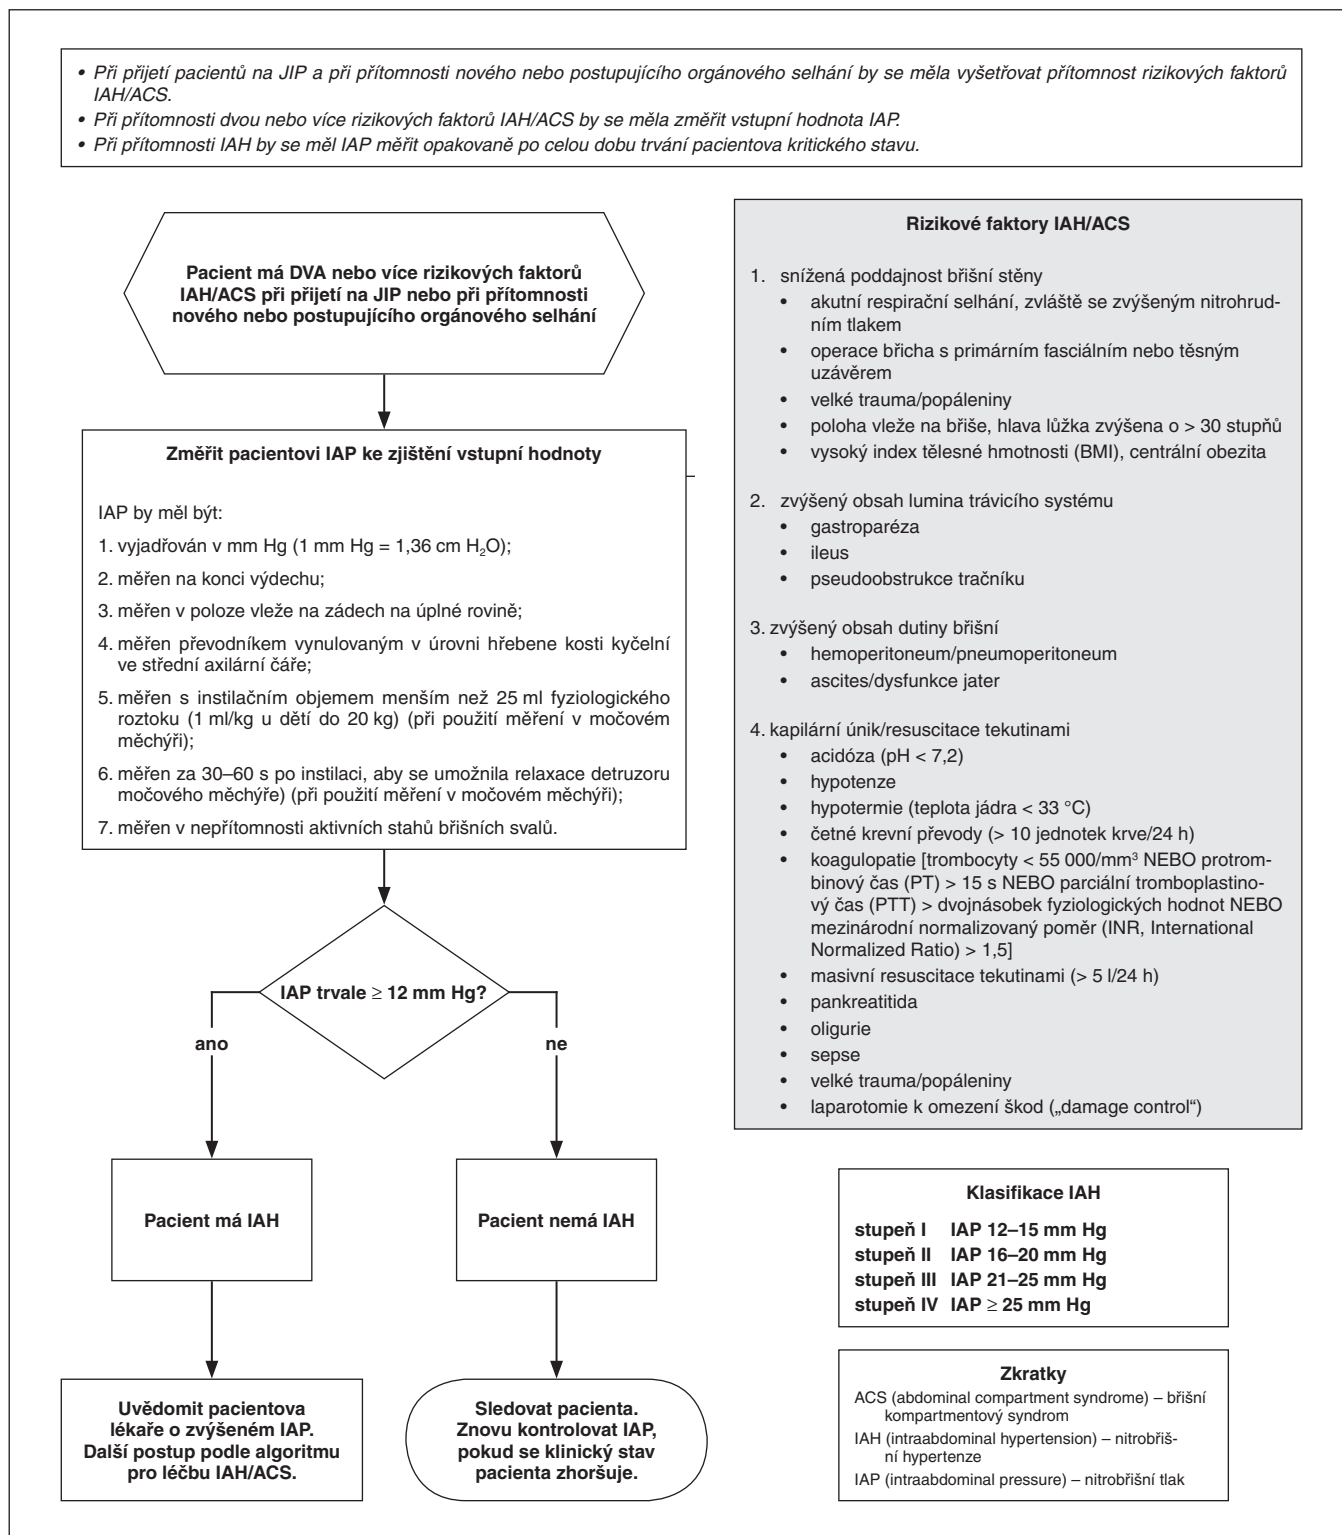 • Při přijetí pacientů na JIP a při přítomnosti nového nebo postupujícího orgánového selhání by se měla vyšetřovat přítomnost rizikových faktorů
IAH/ACS.
• Při přítomnosti dvou nebo více rizikových faktorů IAH/ACS by se měla změřit vstupní hodnota IAP.
• Při přítomnosti IAH by se měl IAP měřit opakovaně po celou dobu trvání pacientova kritického stavu.
Pacient má DVA nebo více rizikových faktorů
IAH/ACS při přijetí na JIP nebo při přítomnosti
nového nebo postupujícího orgánového selhání
Změřit pacientovi IAP ke zjištění vstupní hodnoty
IAP by měl být:
1. vyjadřován v mm Hg (1 mm Hg = 1,36 cm H₂O);
2. měřen na konci výdechu;
3. měřen v poloze vleže na zádech na úplné rovině;
4. měřen převodníkem vynulovaným v úrovni hřebene kosti kyčelní
ve střední axilární čáře;
5. měřen s instilačním objemem menším než 25 ml fyziologického
roztoku (1 ml/kg u dětí do 20 kg) (při použití měření v močovém
měchýři);
6. měřen za 30–60 s po instilaci, aby se umožnila relaxace detruzoru
močového měchýře) (při použití měření v močovém měchýři);
7. měřen v nepřítomnosti aktivních stahů břišních svalů.
IAP trvale ≥ 12 mm Hg?
ano
ne
Pacient má IAH
Pacient nemá IAH
Uvědomit pacientova
lékaře o zvýšeném IAP.
Další postup podle algoritmu
pro léčbu IAH/ACS.
Sledovat pacienta.
Znovu kontrolovat IAP,
pokud se klinický stav
pacienta zhoršuje.
Rizikové faktory IAH/ACS
1. snížená poddajnost břišní stěny
• akutní respirační selhání, zvláště se zvýšeným nitrohrud-
ním tlakem
• operace břicha s primárním fasciálním nebo těsným
uzávěrem
• velké trauma/popáleniny
• poloha vleže na břiše, hlava lůžka zvýšena o > 30 stupňů
• vysoký index tělesné hmotnosti (BMI), centrální obezita
2. zvýšený obsah lumina trávicího systému
• gastroparéza
• ileus
• pseudoobstrukce tračníku
3. zvýšený obsah dutiny břišní
• hemoperitoneum/pneumoperitoneum
• ascites/dysfunkce jater
4. kapilární únik/resuscitace tekutinami
• acidóza (pH < 7,2)
• hypotenze
• hypotermie (teplota jádra < 33 °C)
• četné krevní převody (> 10 jednotek krve/24 h)
• koagulopatie [trombocyty < 55 000/mm³ NEBO protrom-
binový čas (PT) > 15 s NEBO parciální tromboplastino-
vý čas (PTT) > dvojnásobek fyziologických hodnot NEBO
mezinárodní normalizovaný poměr (INR, International
Normalized Ratio) > 1,5]
• masivní resuscitace tekutinami (> 5 l/24 h)
• pankreatitida
• oligurie
• sepse
• velké trauma/popáleniny
• laparotomie k omezení škod („damage control“)
Klasifikace IAH
stupeň I IAP 12–15 mm Hg
stupeň II IAP 16–20 mm Hg
stupeň III IAP 21–25 mm Hg
stupeň IV IAP ≥ 25 mm Hg
Zkratky
ACS (abdominal compartment syndrome) – břišní
kompartmentový syndrom
IAH (intraabdominal hypertension) – nitrobřiš-
ní hypertenze
IAP (intraabdominal pressure) – nitrobřišní tlak